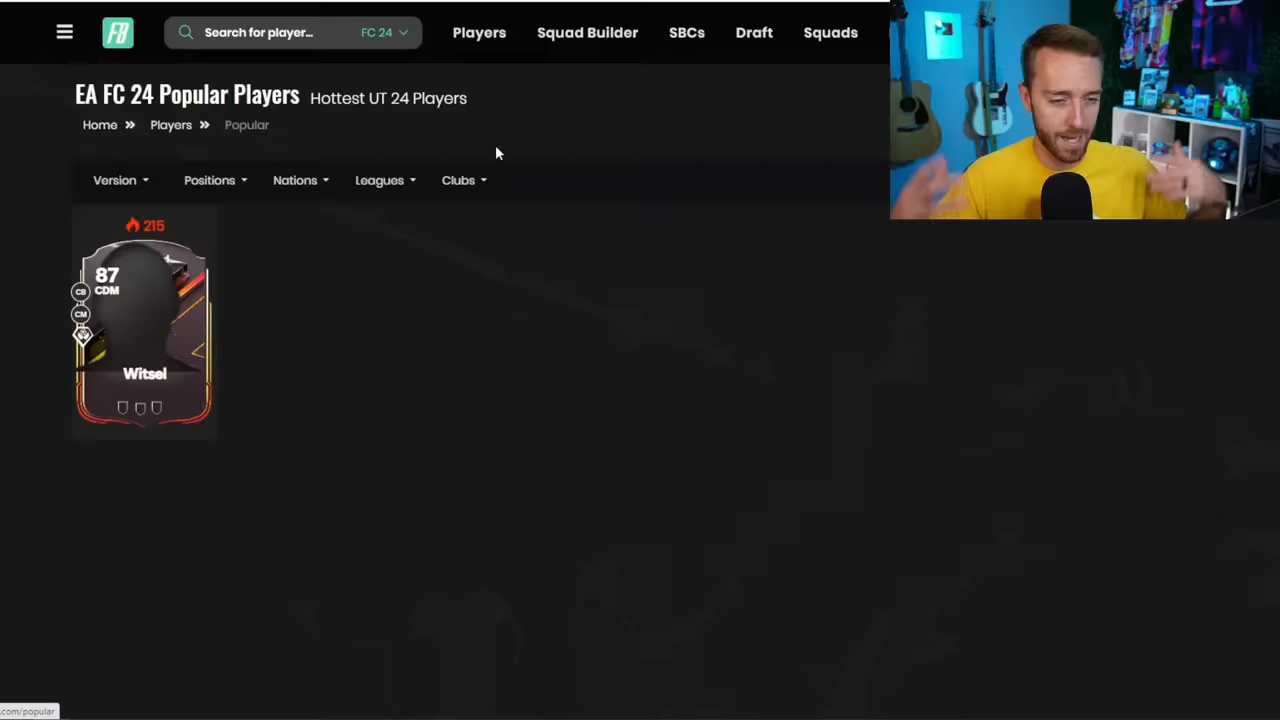 FB Search for player... FC 24 Players Squad Builder SBCs Draft Squads
EA FC 24 Popular Players Hottest UT 24 Players
Home » Players » Popular
Version Positions Nations Leagues Clubs
215
87
CDM
CB
CM
Witsel
.com/popular